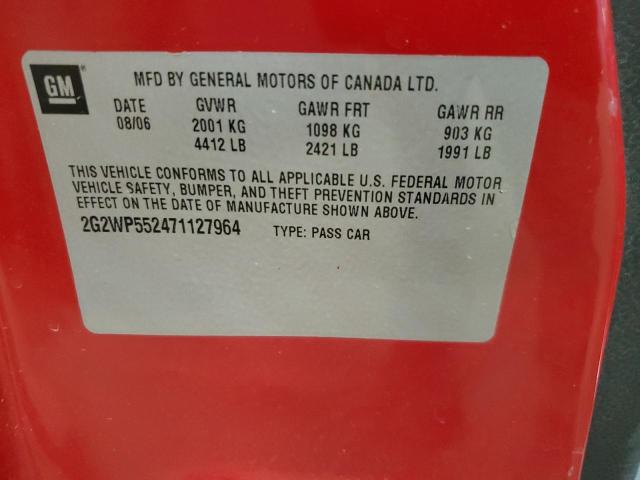 GM
MFD BY GENERAL MOTORS OF CANADA LTD.
DATE GVWR GAWR FRT GAWR RR
08/06 2001 KG 1098 KG 903 KG
4412 LB 2421 LB 1991 LB
THIS VEHICLE CONFORMS TO ALL APPLICABLE U.S. FEDERAL MOTOR
VEHICLE SAFETY, BUMPER, AND THEFT PREVENTION STANDARDS IN
EFFECT ON THE DATE OF MANUFACTURE SHOWN ABOVE.
2G2WP552471127964 TYPE: PASS CAR